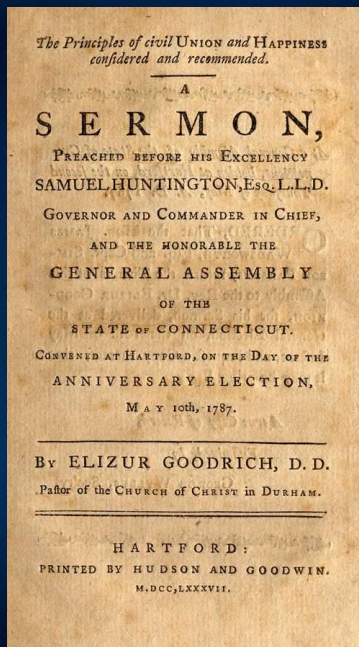 The Principles of civil UNION and HAPPINESS
conſidered and recommended.
A
SERMON,
PREACHED BEFORE HIS EXCELLENCY
SAMUEL HUNTINGTON, Esq. L.L.D.
GOVERNOR AND COMMANDER IN CHIEF,
AND THE HONORABLE THE
GENERAL ASSEMBLY
OF THE
STATE OF CONNECTICUT.
CONVENED AT HARTFORD, ON THE DAY OF THE
ANNIVERSARY ELECTION,
MAY 10th, 1787.
BY ELIZUR GOODRICH, D. D.
Paſtor of the CHURCH of CHRIST in DURHAM.
HARTFORD:
PRINTED BY HUDSON AND GOODWIN.
M.DCC,LXXXVII.